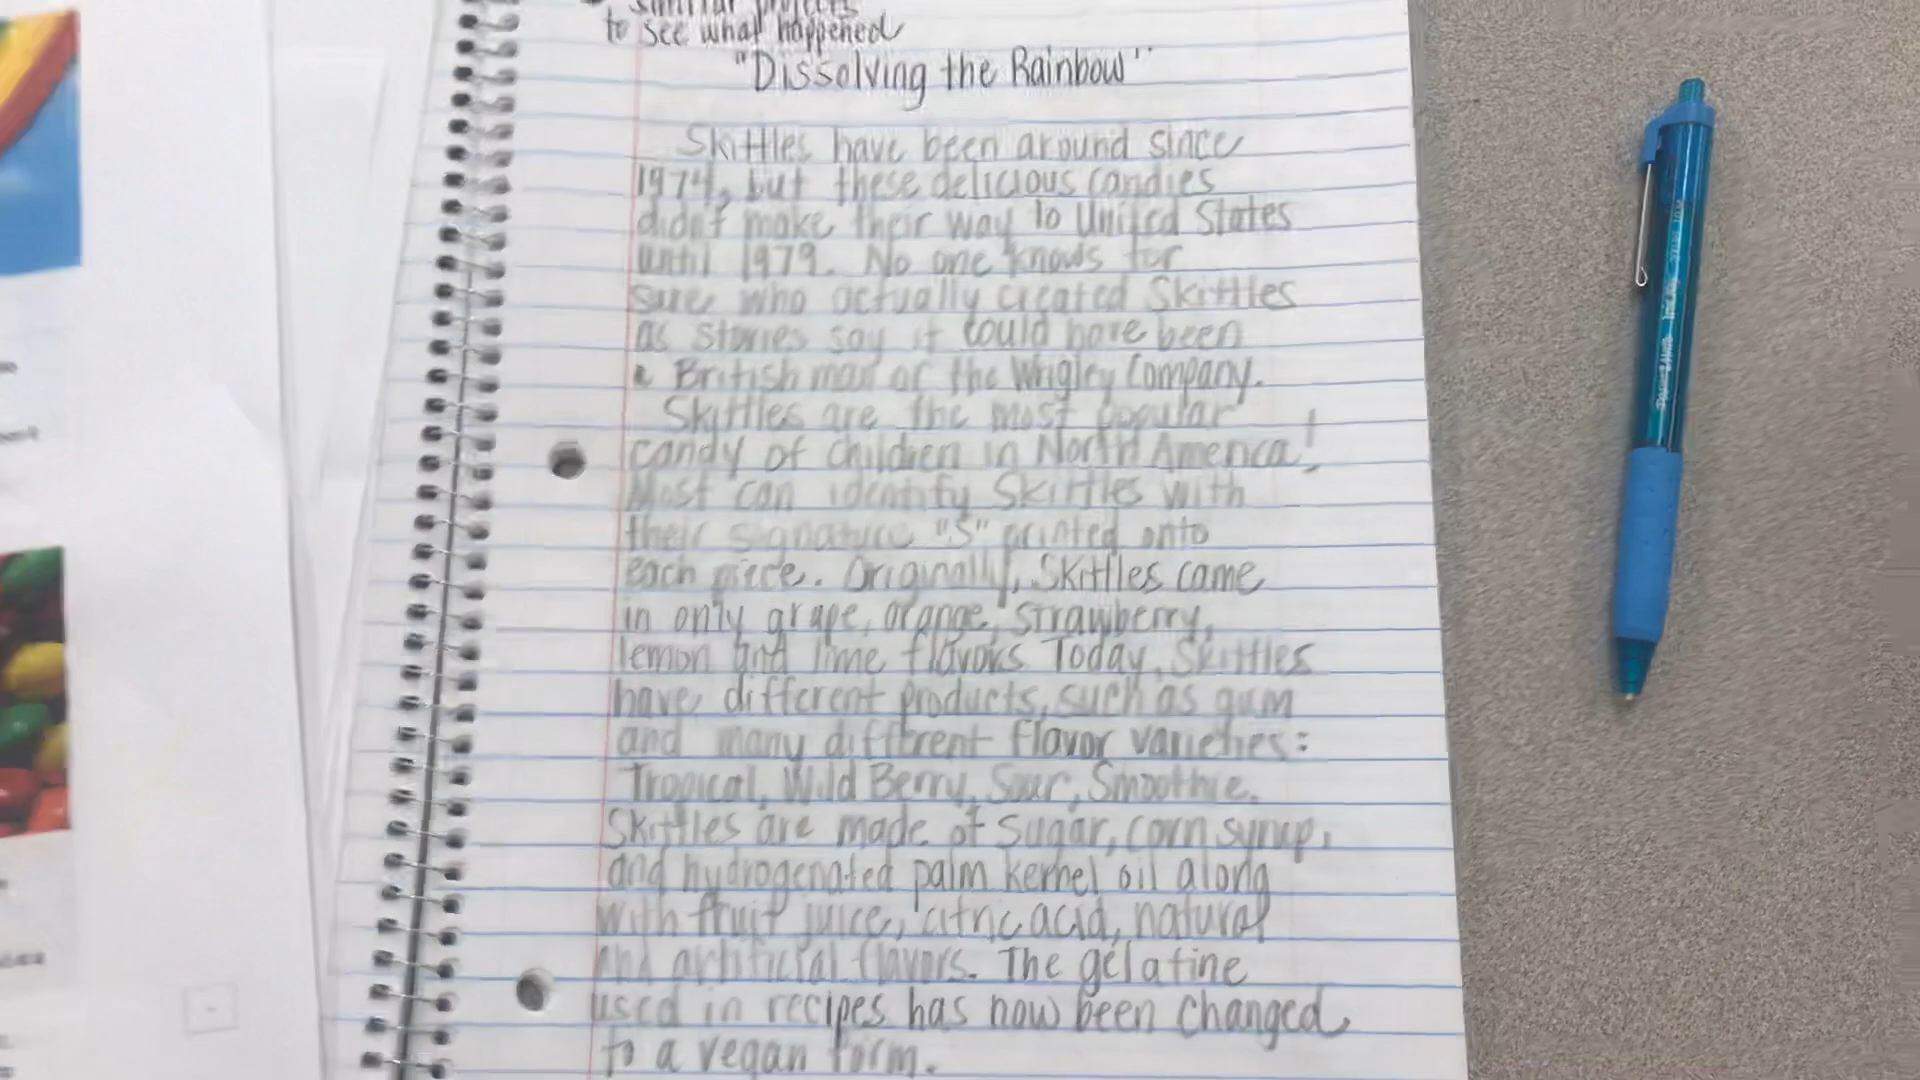 similar projects
to see what happened
"Dissolving the Rainbow"
Skittles have been around since
1974, but these delicious candies
didn't make their way to United States
until 1979. No one knows for
sure who actually created Skittles
as stories say it could have been
a British man or the Wrigley Company.
Skittles are the most popular
candy of children in North America!
Most can identify Skittles with
their signature "S" printed onto
each piece. Originally, Skittles came
in only grape, orange, strawberry,
lemon and lime flavors Today, Skittles
have different products, such as gum
and many different flavor varieties:
Tropical, Wild Berry, Sour, Smoothie.
Skittles are made of sugar, corn syrup,
and hydrogenated palm kernel oil along
with fruit juice, citric acid, natural
and artificial flavors. The gelatine
used in recipes has now been changed
to a vegan form.